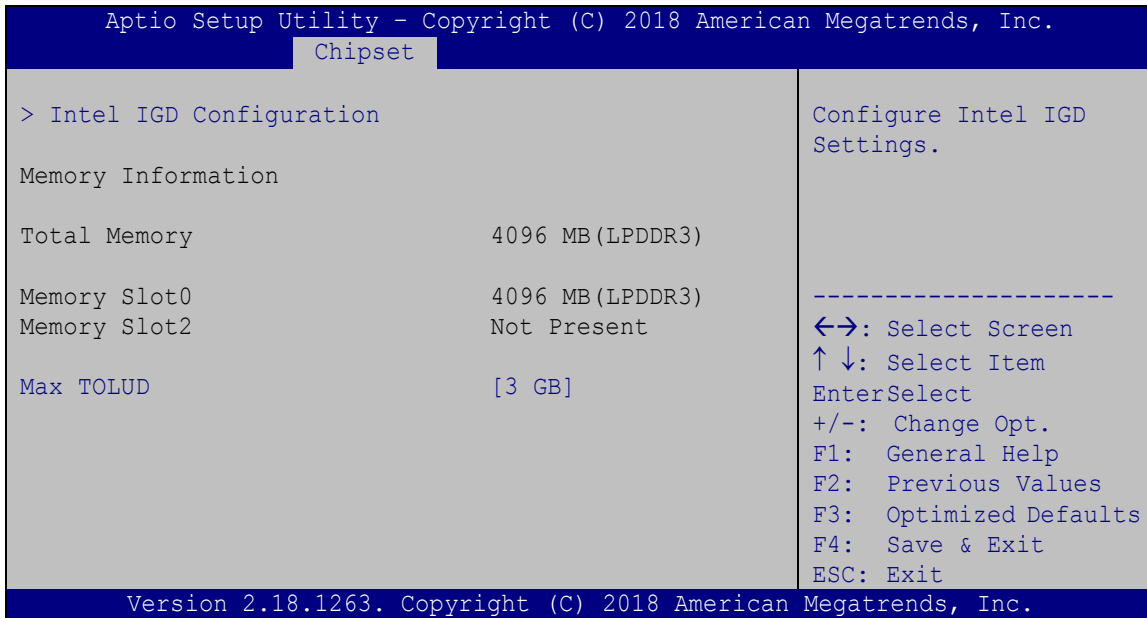 Aptio Setup Utility – Copyright (C) 2018 American Megatrends, Inc.
Chipset
> Intel IGD Configuration
Memory Information
Total Memory 4096 MB(LPDDR3)
Memory Slot0 4096 MB(LPDDR3)
Memory Slot2 Not Present
Max TOLUD [3 GB]
Configure Intel IGD
Settings.
---------------------
←→: Select Screen
↑ ↓: Select Item
EnterSelect
+/-: Change Opt.
F1: General Help
F2: Previous Values
F3: Optimized Defaults
F4: Save & Exit
ESC: Exit
Version 2.18.1263. Copyright (C) 2018 American Megatrends, Inc.